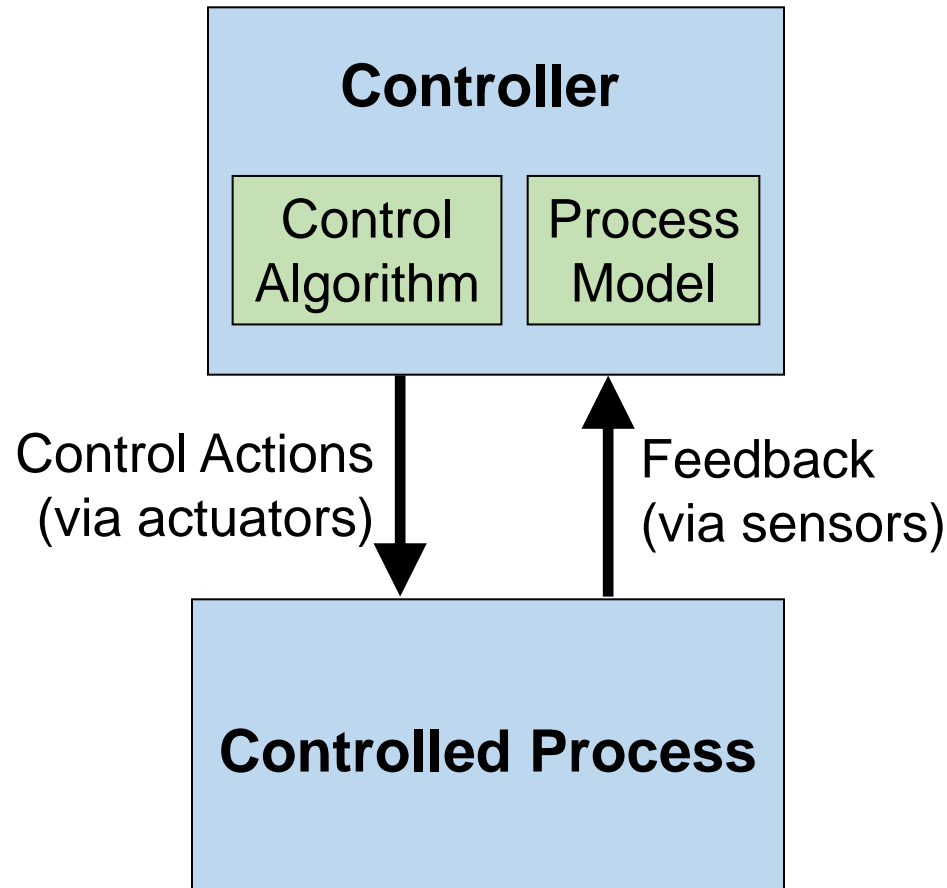 Controller
Control
Algorithm
Process
Model
Control Actions
(via actuators)
Feedback
(via sensors)
Controlled Process